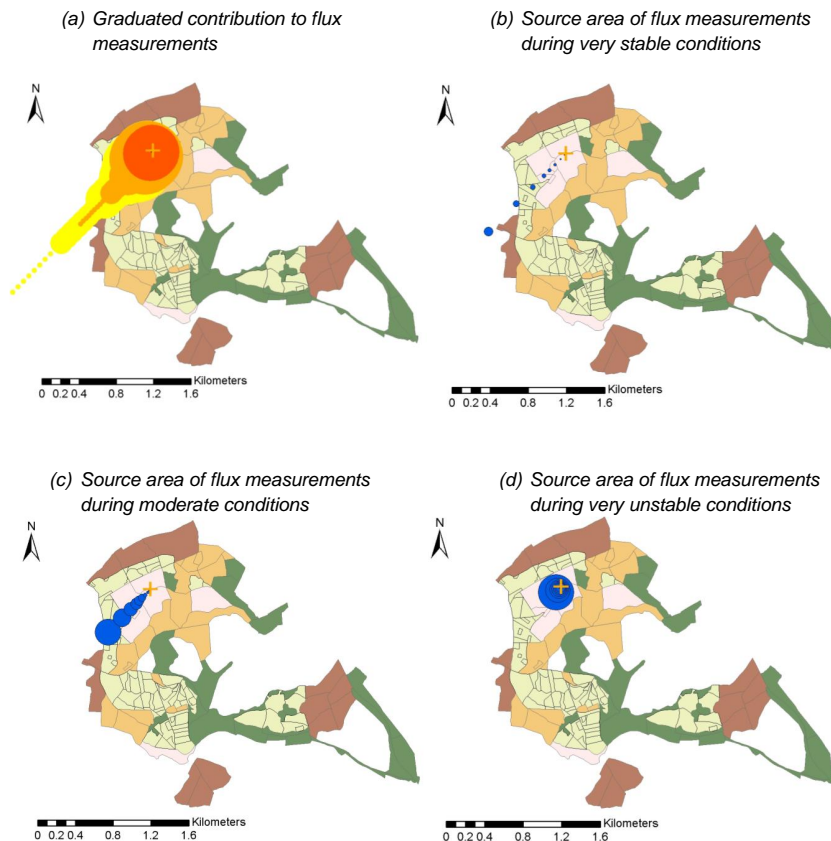 (a) Graduated contribution to flux
measurements
N
Kilometers
0 0.2 0.4 0.8 1.2 1.6
(b) Source area of flux measurements
during very stable conditions
N
Kilometers
0 0.2 0.4 0.8 1.2 1.6
(c) Source area of flux measurements
during moderate conditions
N
Kilometers
0 0.2 0.4 0.8 1.2 1.6
(d) Source area of flux measurements
during very unstable conditions
N
Kilometers
0 0.2 0.4 0.8 1.2 1.6